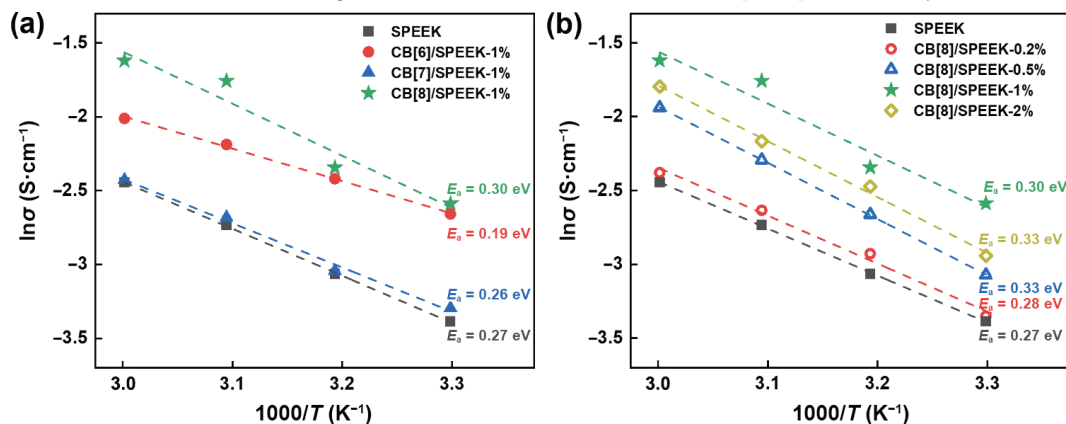 (a)
SPEEK
CB[6]/SPEEK-1%
CB[7]/SPEEK-1%
CB[8]/SPEEK-1%
−1.5
−2
−2.5
−3
−3.5
lnσ (S·cm⁻¹)
Eₐ = 0.30 eV
Eₐ = 0.19 eV
Eₐ = 0.26 eV
Eₐ = 0.27 eV
3.0 3.1 3.2 3.3
1000/T (K⁻¹)
(b)
SPEEK
CB[8]/SPEEK-0.2%
CB[8]/SPEEK-0.5%
CB[8]/SPEEK-1%
CB[8]/SPEEK-2%
−1.5
−2
−2.5
−3
−3.5
lnσ (S·cm⁻¹)
Eₐ = 0.30 eV
Eₐ = 0.33 eV
Eₐ = 0.33 eV
Eₐ = 0.28 eV
Eₐ = 0.27 eV
3.0 3.1 3.2 3.3
1000/T (K⁻¹)